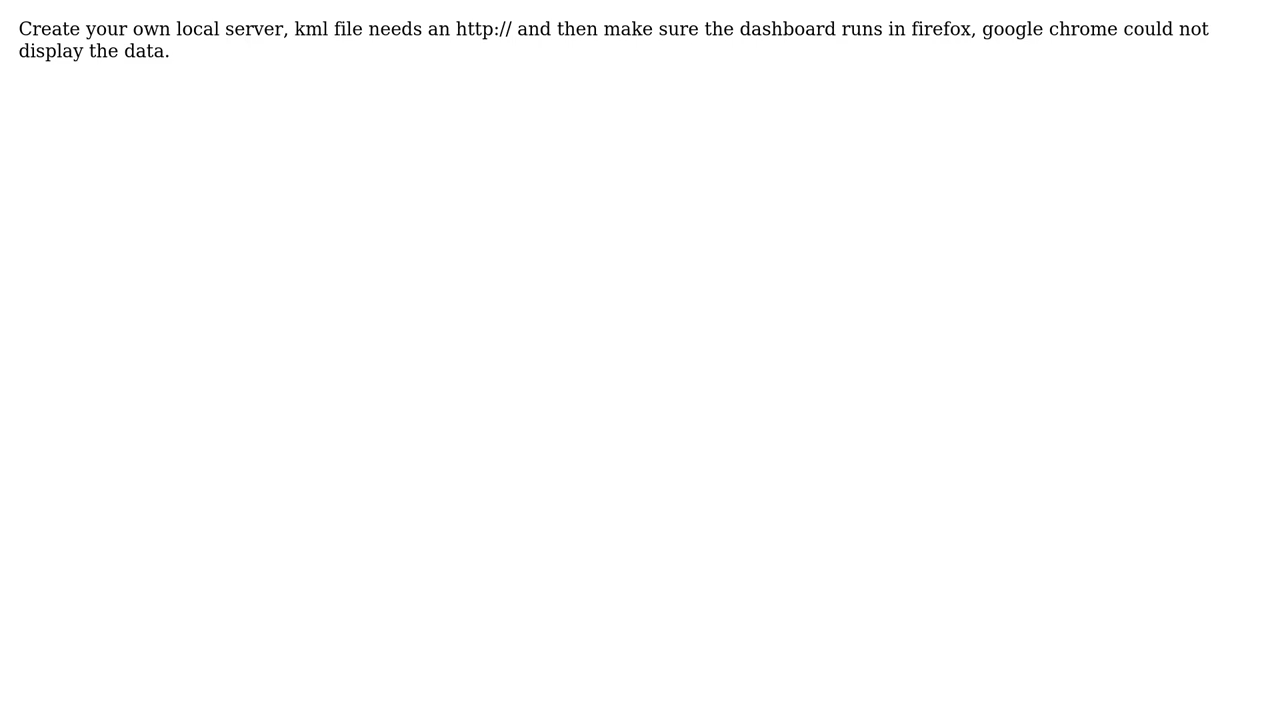 Create your own local server, kml file needs an http:// and then make sure the dashboard runs in firefox, google chrome could not
display the data.